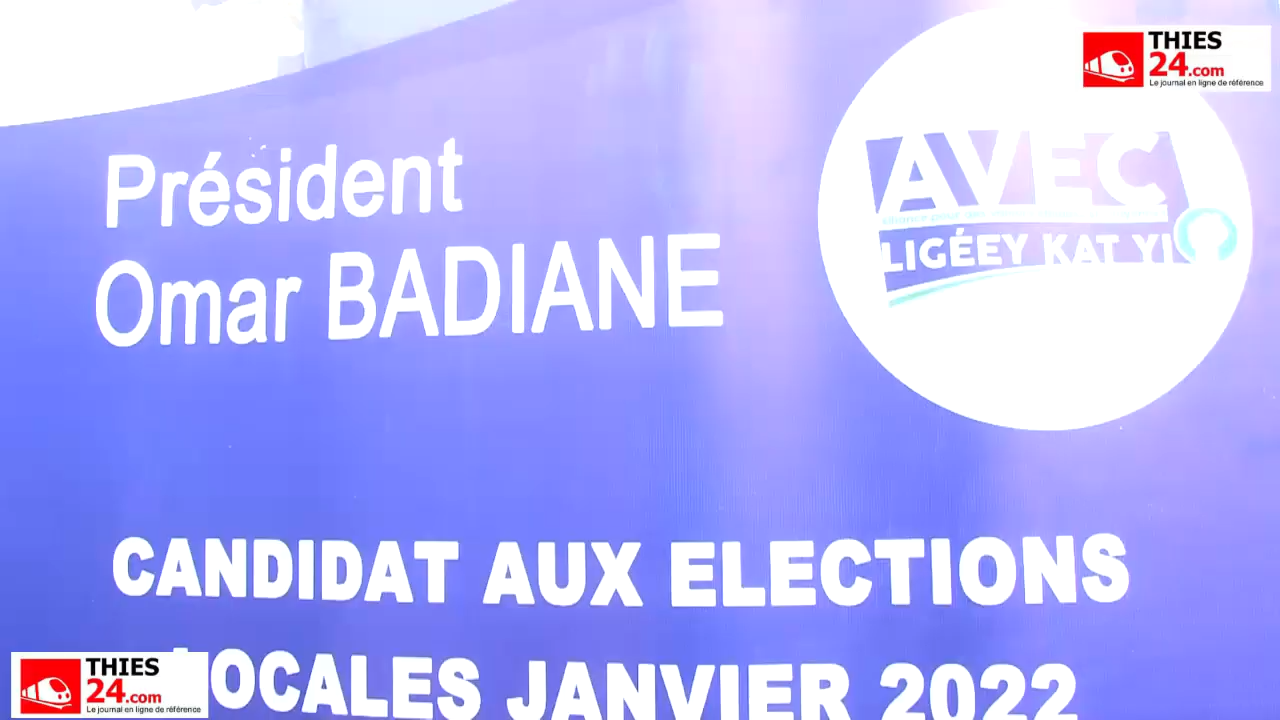 THIES
24.com
Le journal en ligne de référence
AVEC
LIGÉEY KAT YI
Président
Omar BADIANE
CANDIDAT AUX ELECTIONS
LOCALES JANVIER 2022
THIES
24.com
Le journal en ligne de référence